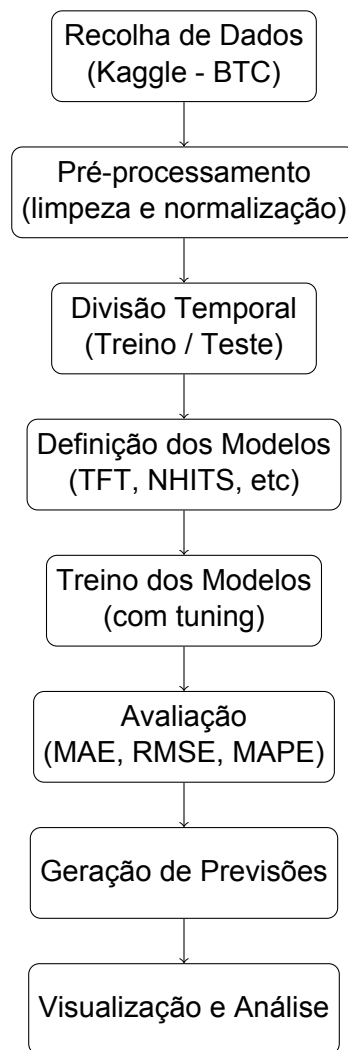 Recolha de Dados
(Kaggle - BTC)
Pré-processamento
(limpeza e normalização)
Divisão Temporal
(Treino / Teste)
Definição dos Modelos
(TFT, NHITS, etc)
Treino dos Modelos
(com tuning)
Avaliação
(MAE, RMSE, MAPE)
Geração de Previsões
Visualização e Análise